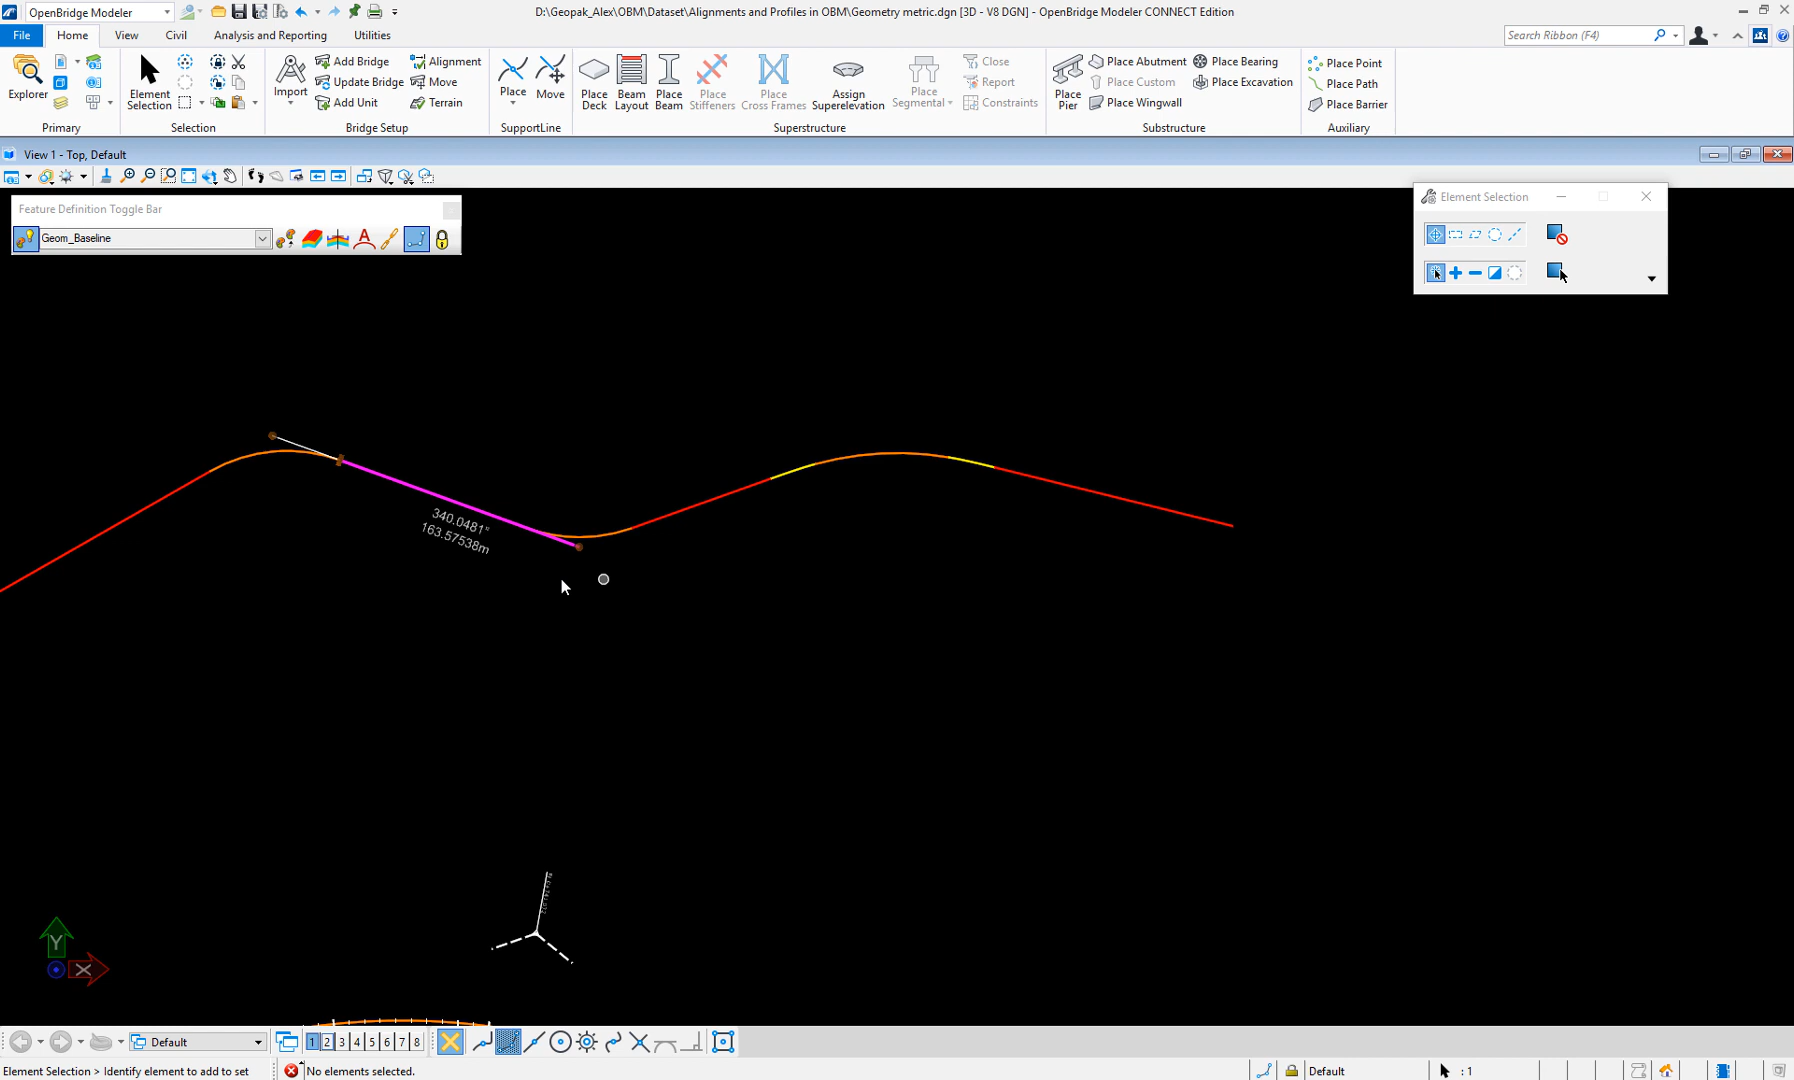 OpenBridge Modeler
D:\Geopak_Alex\OBM\Dataset\Alignments and Profiles in OBM\Geometry metric.dgn [3D - V8 DGN] - OpenBridge Modeler CONNECT Edition
File
Home
View
Civil
Analysis and Reporting
Utilities
Search Ribbon (F4)
Explorer
Primary
Element
Selection
Selection
Import
Add Bridge
Update Bridge
Add Unit
Alignment
Move
Terrain
Bridge Setup
Place
Move
SupportLine
Place
Deck
Beam
Layout
Place
Beam
Place
Stiffeners
Place
Cross Frames
Assign
Superelevation
Place
Segmental
Close
Report
Constraints
Superstructure
Place
Pier
Place Abutment
Place Custom
Place Wingwall
Place Bearing
Place Excavation
Substructure
Place Point
Place Path
Place Barrier
Auxiliary
View 1 - Top, Default
Feature Definition Toggle Bar
Geom_Baseline
Element Selection
340.0481°
163.57538m
Y
X
Default
1 2 3 4 5 6 7 8
Element Selection > Identify element to add to set
No elements selected.
Default
: 1